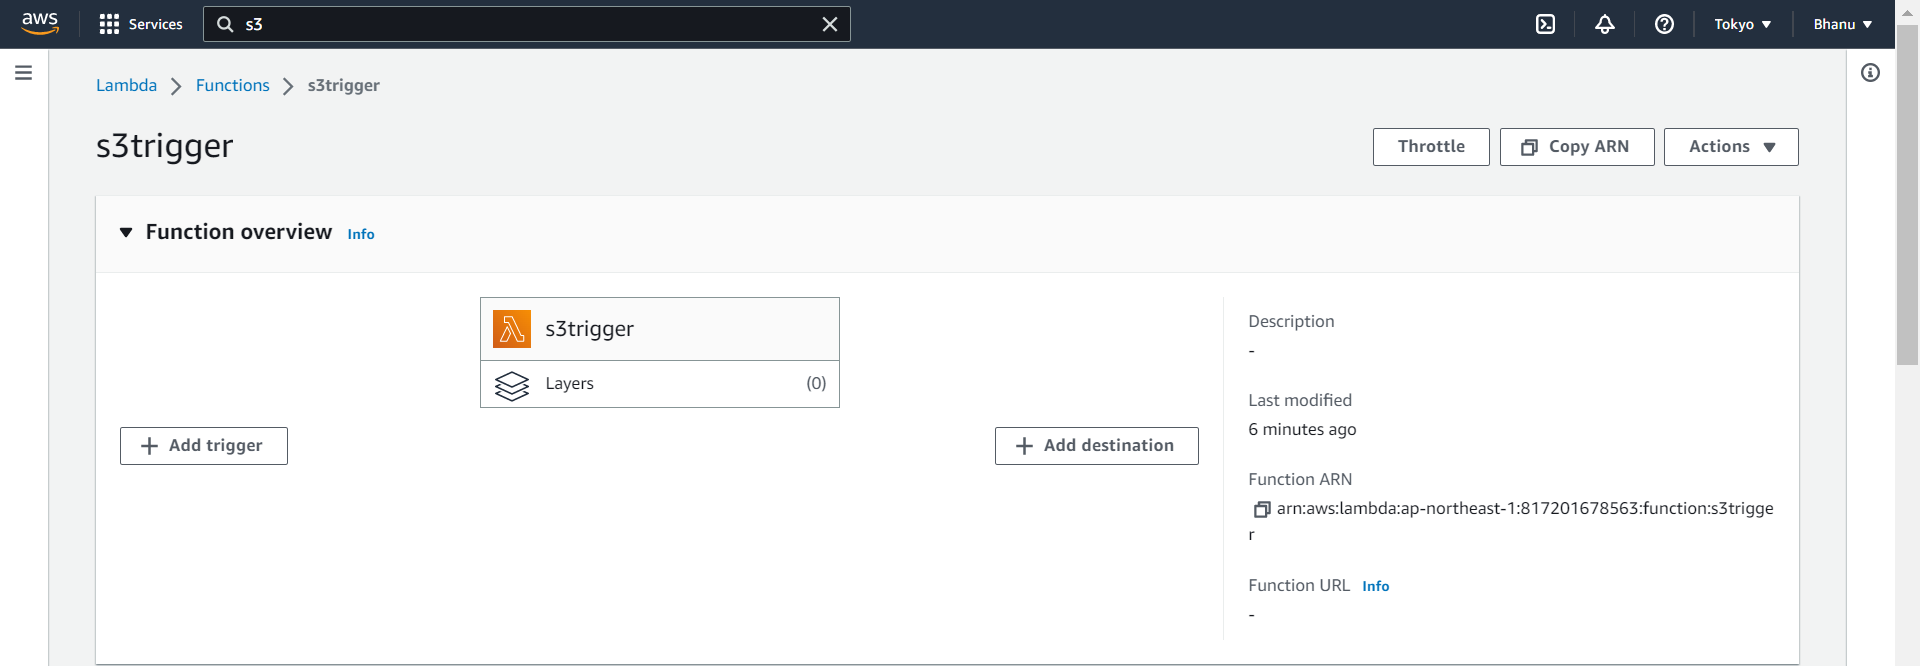 aws Services s3 Tokyo Bhanu
Lambda Functions s3trigger
s3trigger
Throttle Copy ARN Actions
Function overview Info
s3trigger
Layers (0)
+ Add trigger
+ Add destination
Description
-
Last modified
6 minutes ago
Function ARN
arn:aws:lambda:ap-northeast-1:817201678563:function:s3trigge
r
Function URL Info
-